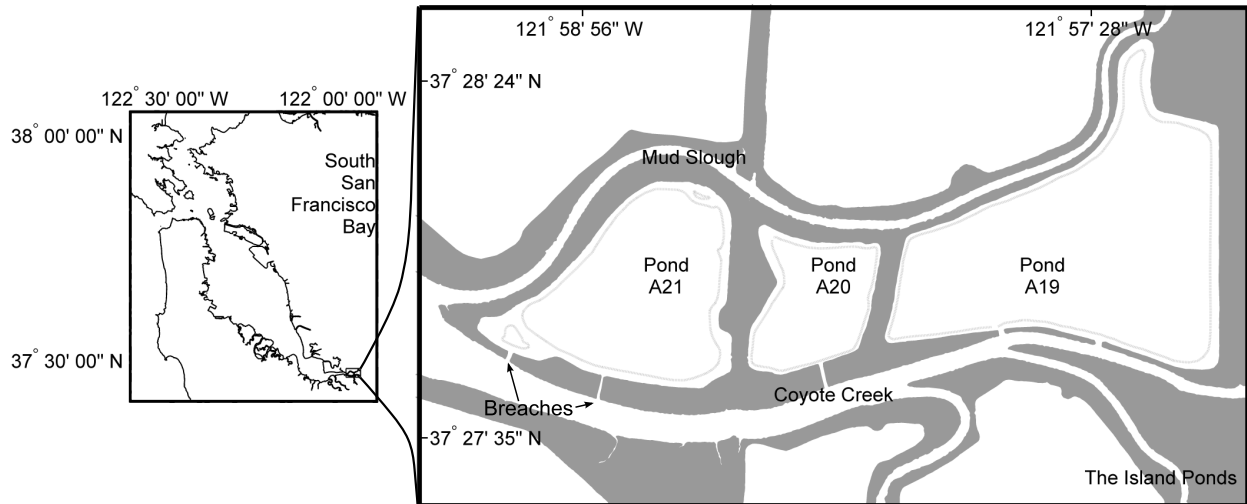 122° 30' 00" W
122° 00' 00" W
38° 00' 00" N
37° 30' 00" N
South
San
Francisco
Bay
121° 58' 56" W
121° 57' 28" W
37° 28' 24" N
37° 27' 35" N
Mud Slough
Pond
A21
Pond
A20
Pond
A19
Breaches
Coyote Creek
The Island Ponds